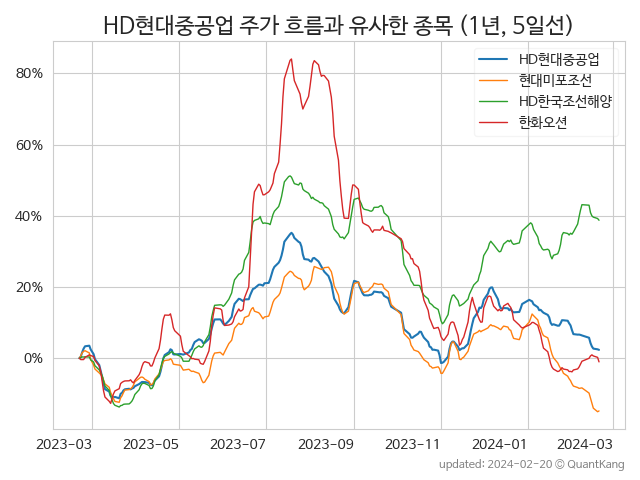 HD현대중공업 주가 흐름과 유사한 종목 (1년, 5일선)
HD현대중공업
현대미포조선
HD한국조선해양
한화오션
80%
60%
40%
20%
0%
2023-03 2023-05 2023-07 2023-09 2023-11 2024-01 2024-03
updated: 2024-02-20 © QuantKang